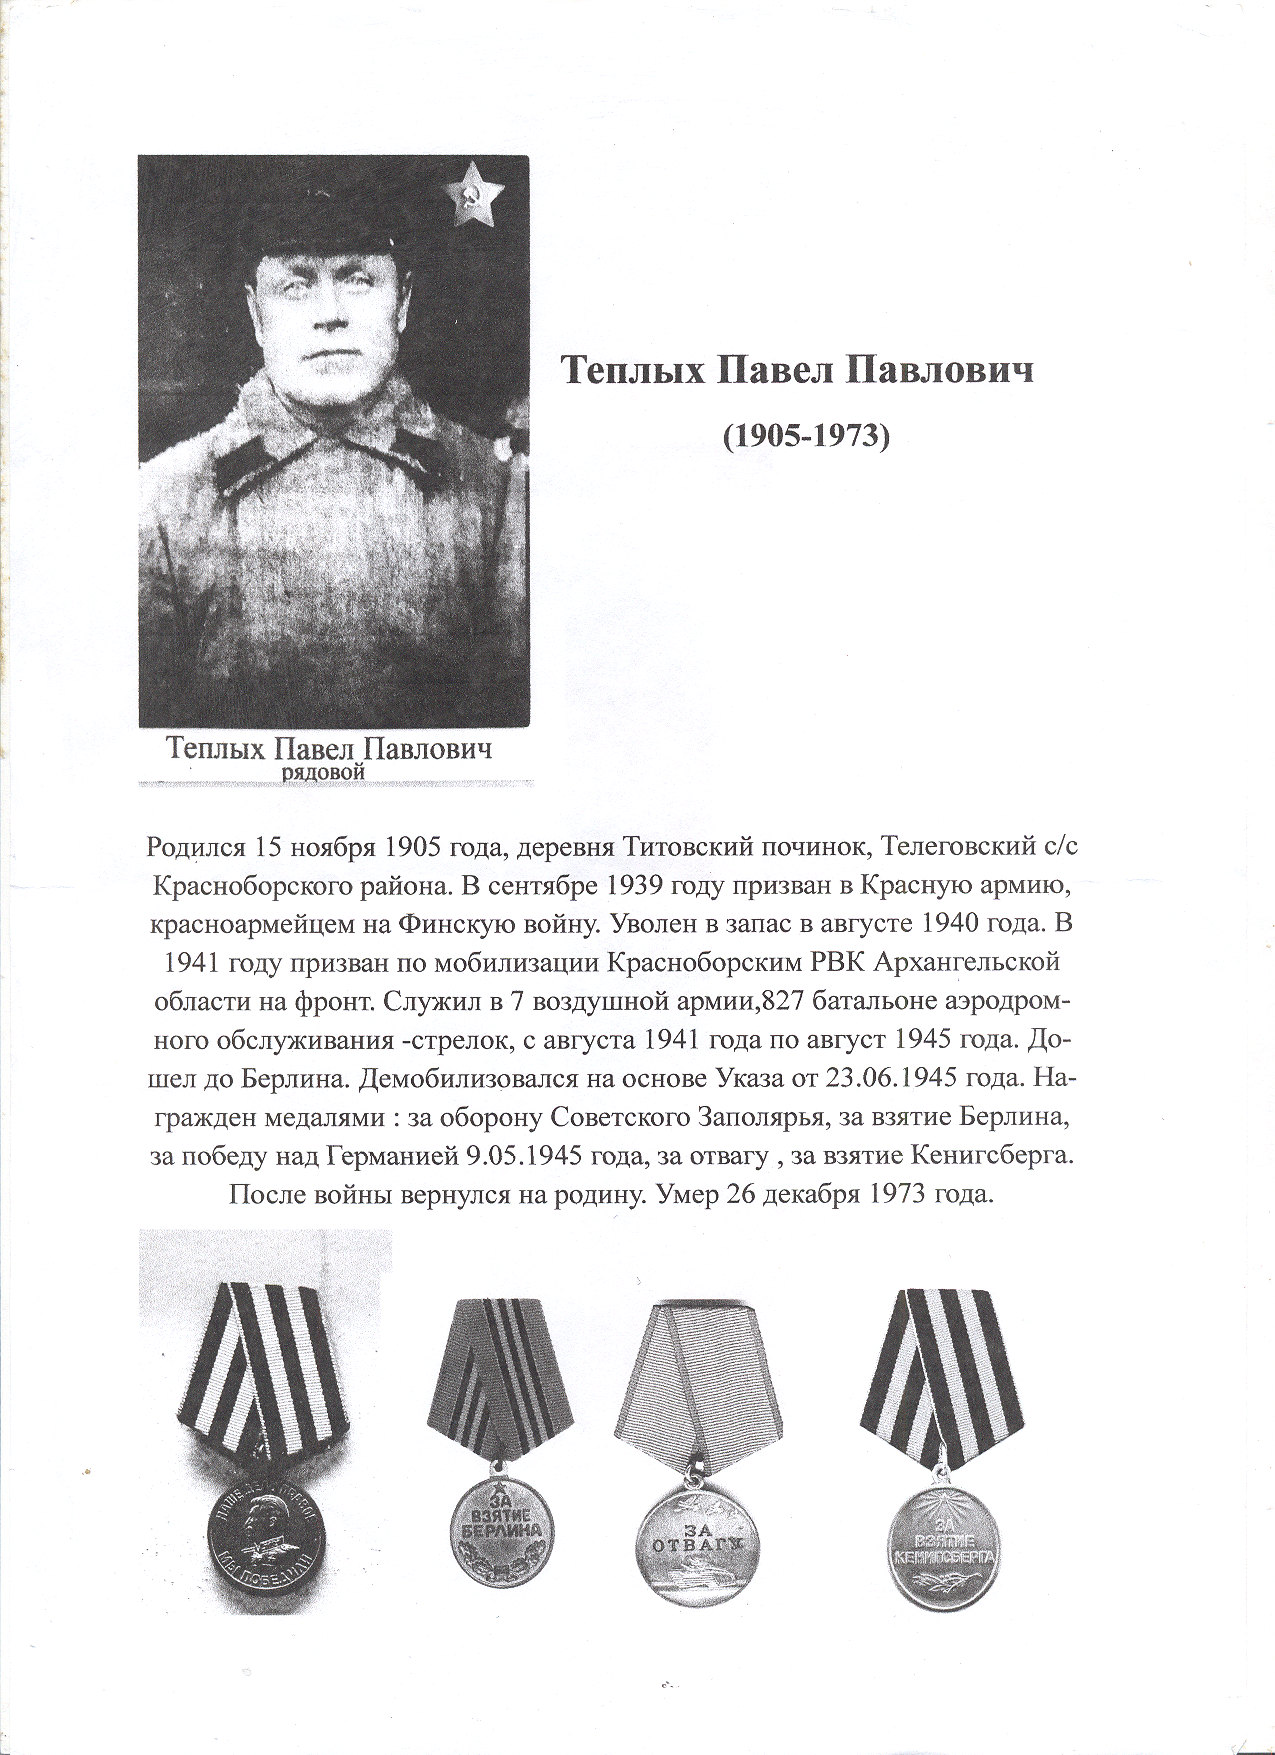 Теплых Павел Павлович
(1905-1973)
Теплых Павел Павлович
рядовой
Родился 15 ноября 1905 года, деревня Титовский починок, Телеговский с/с
Красноборского района. В сентябре 1939 году призван в Красную армию,
красноармейцем на Финскую войну. Уволен в запас в августе 1940 года. В
1941 году призван по мобилизации Красноборским РВК Архангельской
области на фронт. Служил в 7 воздушной армии,827 батальоне аэродром-
ного обслуживания -стрелок, с августа 1941 года по август 1945 года. До-
шел до Берлина. Демобилизовался на основе Указа от 23.06.1945 года. На-
гражден медалями : за оборону Советского Заполярья, за взятие Берлина,
за победу над Германией 9.05.1945 года, за отвагу , за взятие Кенигсберга.
После войны вернулся на родину. Умер 26 декабря 1973 года.
НАШЕ ДЕЛО ПРАВОЕ
МЫ ПОБЕДИЛИ
ЗА
ВЗЯТИЕ
БЕРЛИНА
ЗА
ОТВАГУ
ЗА
ВЗЯТИЕ
КЕНИГСБЕРГА